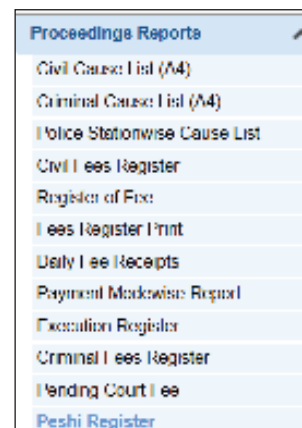 Proceedings Reports
Civil Cause List (A4)
Criminal Cause List (A4)
Police Stationwise Cause List
Civil Fees Register
Register of Fee
Fees Register Print
Daily Fee Receipts
Payment Modewise Report
Execution Register
Criminal Fees Register
Pending Court Fee
Peshi Register